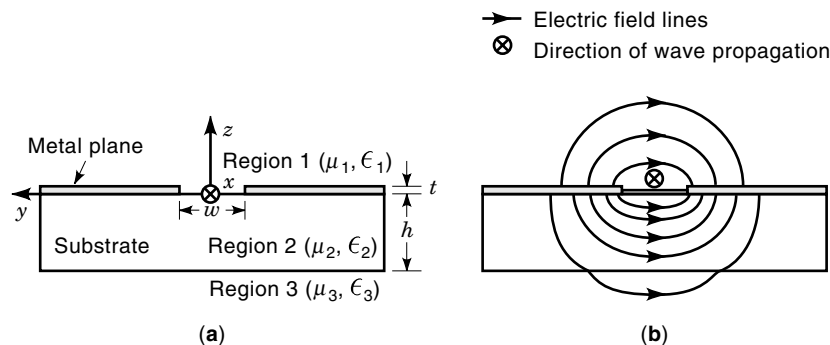 Electric field lines
Direction of wave propagation
z
Metal plane
Region 1 (μ₁, ϵ₁)
x
t
y
w
h
Substrate
Region 2 (μ₂, ϵ₂)
Region 3 (μ₃, ϵ₃)
(a)
(b)